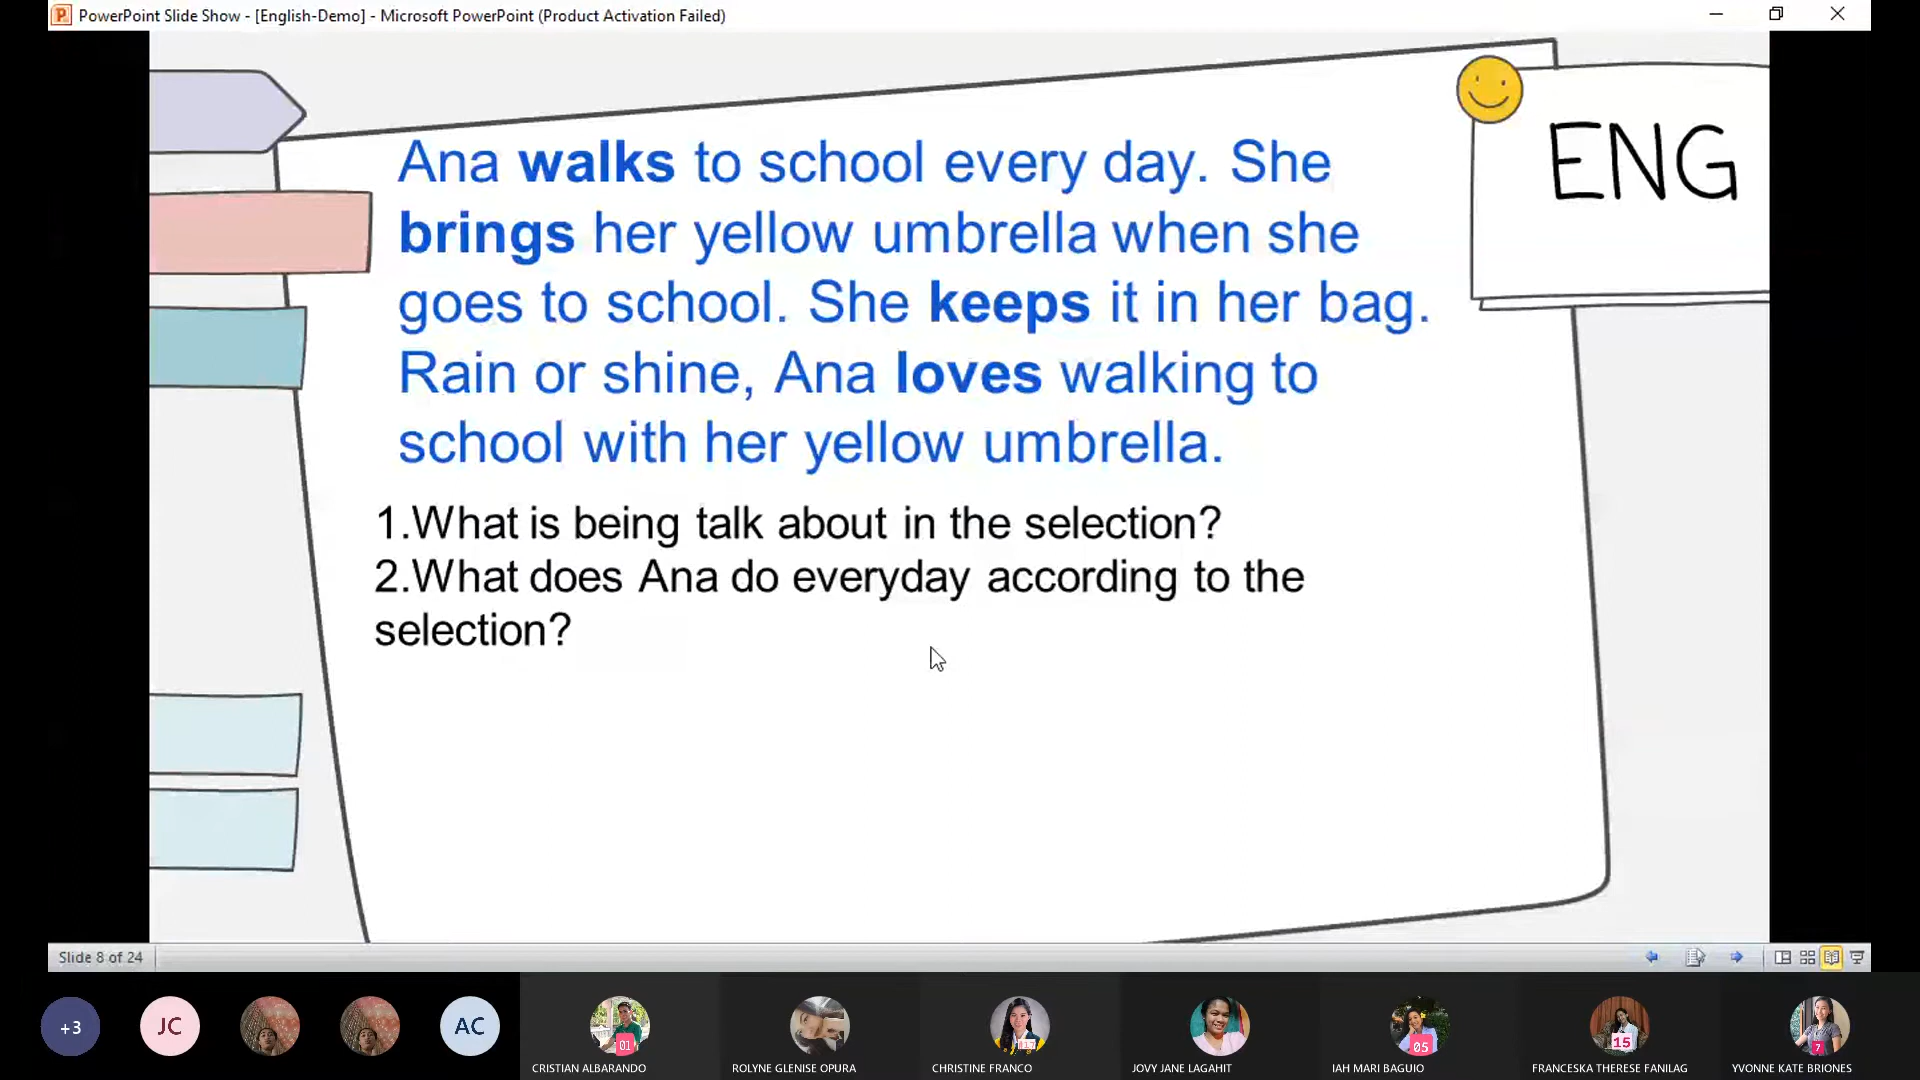 PowerPoint Slide Show - [English-Demo] - Microsoft PowerPoint (Product Activation Failed)
ENG
Ana walks to school every day. She
brings her yellow umbrella when she
goes to school. She keeps it in her bag.
Rain or shine, Ana loves walking to
school with her yellow umbrella.
1.What is being talk about in the selection?
2.What does Ana do everyday according to the
selection?
Slide 8 of 24
+3
JC
AC
01
05
15
7
CRISTIAN ALBARANDO
ROLYNE GLENISE OPURA
CHRISTINE FRANCO
JOVY JANE LAGAHIT
IAH MARI BAGUIO
FRANCESKA THERESE FANILAG
YVONNE KATE BRIONES